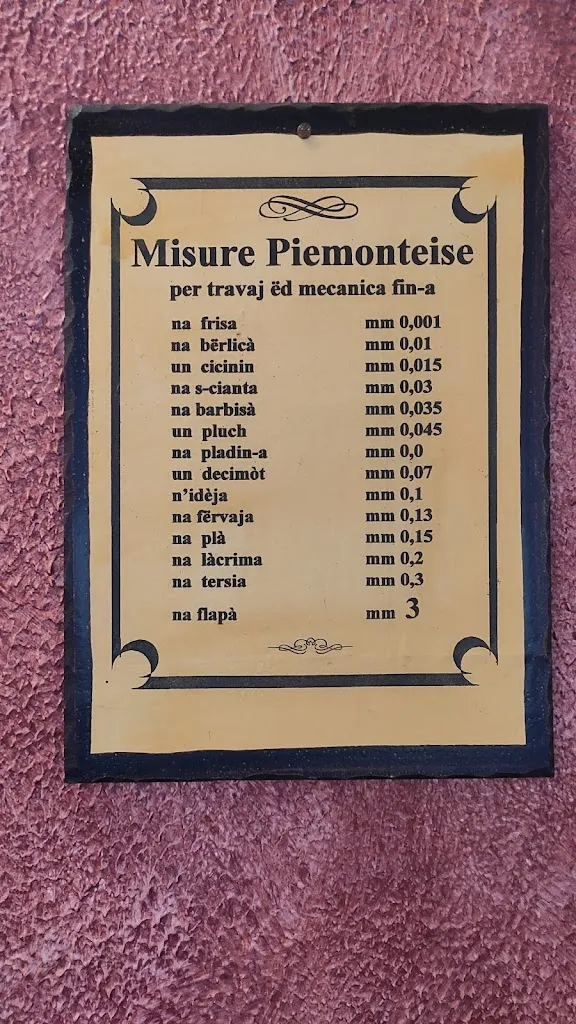 Misure Piemonteise
per travaj ëd mecanica fin-a
na frisa mm 0,001
na bërlicà mm 0,01
un cicinin mm 0,015
na s-cianta mm 0,03
na barbisà mm 0,035
un pluch mm 0,045
na pladin-a mm 0,0
un decimòt mm 0,07
n'idèja mm 0,1
na fërvaja mm 0,13
na plà mm 0,15
na làcrima mm 0,2
na tersia mm 0,3
na flapà mm 3